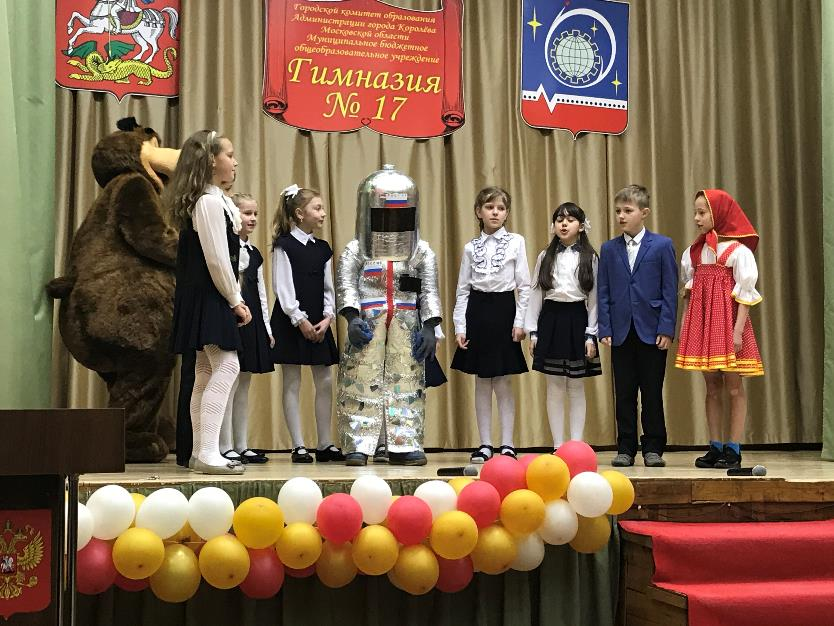 Городской комитет образования
Администрации города Королёва
Московской области
Муниципальное бюджетное
общеобразовательное учреждение
Гимназия
№ 17